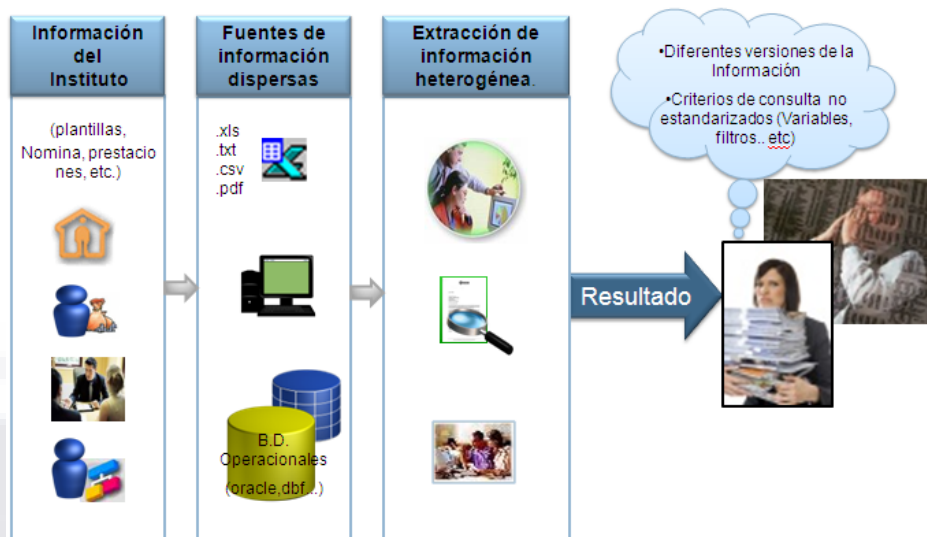 Información
del
Instituto
(plantillas,
Nomina, prestacio
nes, etc.)
Fuentes de
información
dispersas
.xls
.txt
.csv
.pdf
B.D.
Operacionales
(oracle,dbf...)
Extracción de
información
heterogénea.
Resultado
•Diferentes versiones de la
Información
•Criterios de consulta no
estandarizados (Variables,
filtros.. etc)